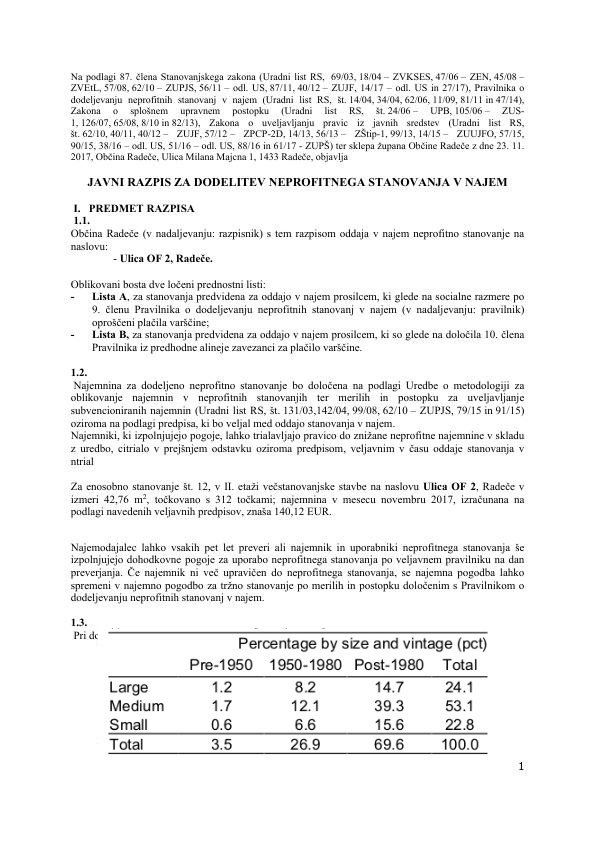 Na podlagi 87. člena Stanovanjskega zakona (Uradni list RS, 69/03, 18/04 – ZVKSES, 47/06 – ZEN, 45/08 –
ZVEtL, 57/08, 62/10 – ZUPJS, 56/11 – odl. US, 87/11, 40/12 – ZUJF, 14/17 – odl. US in 27/17), Pravilnika o
dodeljevanju neprofitnih stanovanj v najem (Uradni list RS, št. 14/04, 34/04, 62/06, 11/09, 81/11 in 47/14),
Zakona o splošnem upravnem postopku (Uradni list RS, št. 24/06 – UPB, 105/06 – ZUS-
1, 126/07, 65/08, 8/10 in 82/13), Zakona o uveljavljanju pravic iz javnih sredstev (Uradni list RS,
št. 62/10, 40/11, 40/12 – ZUJF, 57/12 – ZPCP-2D, 14/13, 56/13 – ZŠtip-1, 99/13, 14/15 – ZUUJFO, 57/15,
90/15, 38/16 – odl. US, 51/16 – odl. US, 88/16 in 61/17 - ZUPŠ) ter sklepa župana Občine Radeče z dne 23. 11.
2017, Občina Radeče, Ulica Milana Majcna 1, 1433 Radeče, objavlja
JAVNI RAZPIS ZA DODELITEV NEPROFITNEGA STANOVANJA V NAJEM
I. PREDMET RAZPISA
1.1.
Občina Radeče (v nadaljevanju: razpisnik) s tem razpisom oddaja v najem neprofitno stanovanje na
naslovu:
- Ulica OF 2, Radeče.
Oblikovani bosta dve ločeni prednostni listi:
- Lista A, za stanovanja predvidena za oddajo v najem prosilcem, ki glede na socialne razmere po
9. členu Pravilnika o dodeljevanju neprofitnih stanovanj v najem (v nadaljevanju: pravilnik)
oproščeni plačila varščine;
- Lista B, za stanovanja predvidena za oddajo v najem prosilcem, ki so glede na določila 10. člena
Pravilnika iz predhodne alineje zavezanci za plačilo varščine.
1.2.
Najemnina za dodeljeno neprofitno stanovanje bo določena na podlagi Uredbe o metodologiji za
oblikovanje najemnin v neprofitnih stanovanjih ter merilih in postopku za uveljavljanje
subvencioniranih najemnin (Uradni list RS, št. 131/03,142/04, 99/08, 62/10 – ZUPJS, 79/15 in 91/15)
oziroma na podlagi predpisa, ki bo veljal med oddajo stanovanja v najem.
Najemniki, ki izpolnjujejo pogoje, lahko trialavljajo pravico do znižane neprofitne najemnine v skladu
z uredbo, citrialo v prejšnjem odstavku oziroma predpisom, veljavnim v času oddaje stanovanja v
ntrial
Za enosobno stanovanje št. 12, v II. etaži večstanovanjske stavbe na naslovu Ulica OF 2, Radeče v
izmeri 42,76 m², točkovano s 312 točkami; najemnina v mesecu novembru 2017, izračunana na
podlagi navedenih veljavnih predpisov, znaša 140,12 EUR.
Najemodajalec lahko vsakih pet let preveri ali najemnik in uporabniki neprofitnega stanovanja še
izpolnjujejo dohodkovne pogoje za uporabo neprofitnega stanovanja po veljavnem pravilniku na dan
preverjanja. Če najemnik ni več upravičen do neprofitnega stanovanja, se najemna pogodba lahko
spremeni v najemno pogodbo za tržno stanovanje po merilih in postopku določenim s Pravilnikom o
dodeljevanju neprofitnih stanovanj v najem.
1.3.
Pri
Percentage by size and vintage (pct)
Pre-1950 1950-1980 Post-1980 Total
Large 1.2 8.2 14.7 24.1
Medium 1.7 12.1 39.3 53.1
Small 0.6 6.6 15.6 22.8
Total 3.5 26.9 69.6 100.0
1